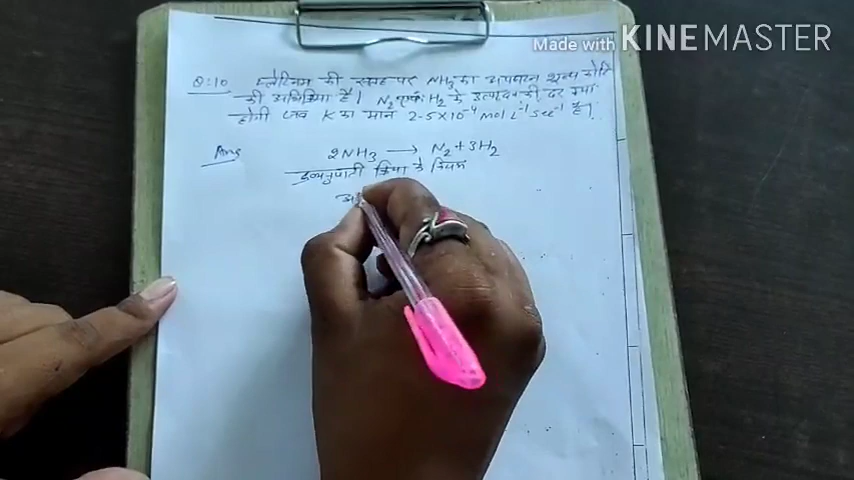 Made with KINEMASTER
Q:10 प्लेटिनम की सतह पर NH3 का अपघटन शून्य कोटि
की अभिक्रिया है। N2 एवं H2 के उत्पादन की दर क्या
होगी जब K का मान 2.5×10⁻⁴ Mol L⁻¹ Sec⁻¹ है।
Ans 2NH3 → N2 + 3H2
द्रव्यनुपाती क्रिया के नियम